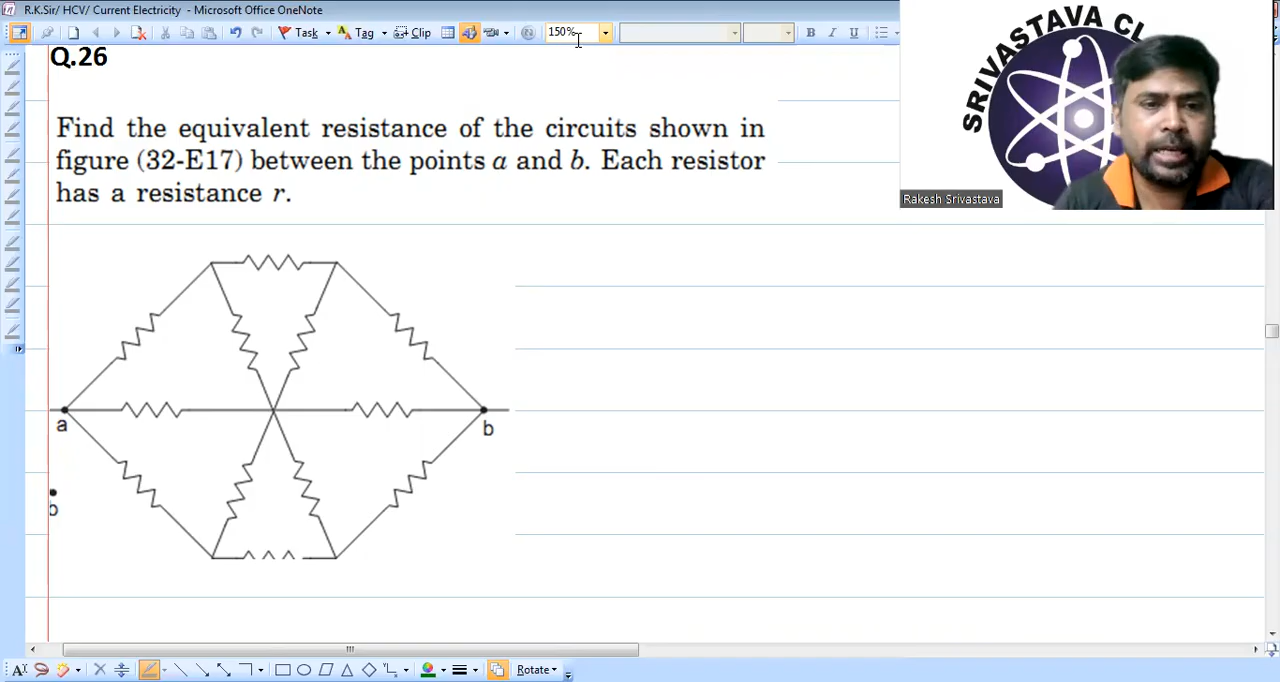 R.K.Sir/ HCV/ Current Electricity - Microsoft Office OneNote
Task
Tag
Clip
150%
B I U
Q.26
Find the equivalent resistance of the circuits shown in
figure (32-E17) between the points a and b. Each resistor
has a resistance r.
a
b
b
SRIVASTAVA CL
Rakesh Srivastava
Rotate